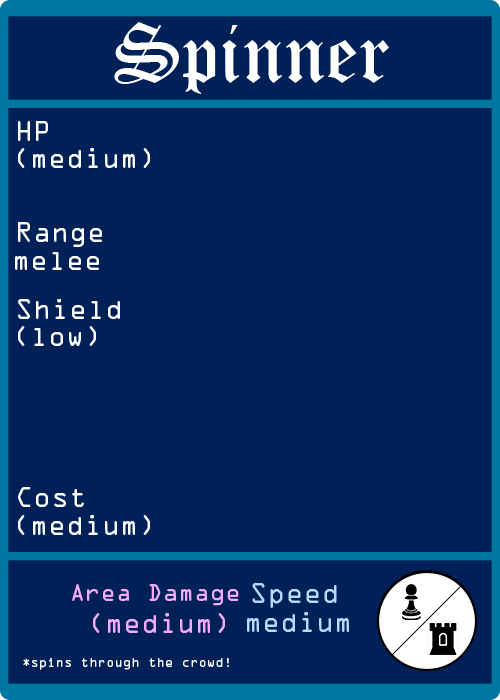 Spinner
HP
(medium)
Range
melee
Shield
(low)
Cost
(medium)
Area Damage
(medium)
Speed
medium
*spins through the crowd!